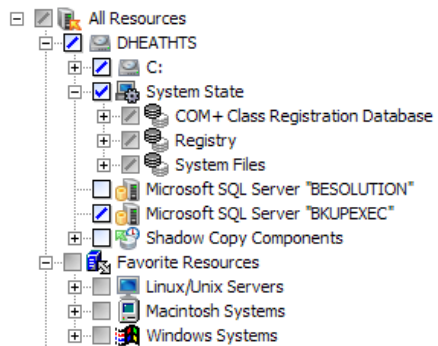 All Resources
DHEATHTS
C:
System State
COM+ Class Registration Database
Registry
System Files
Microsoft SQL Server "BESOLUTION"
Microsoft SQL Server "BKUPEXEC"
Shadow Copy Components
Favorite Resources
Linux/Unix Servers
Macintosh Systems
Windows Systems